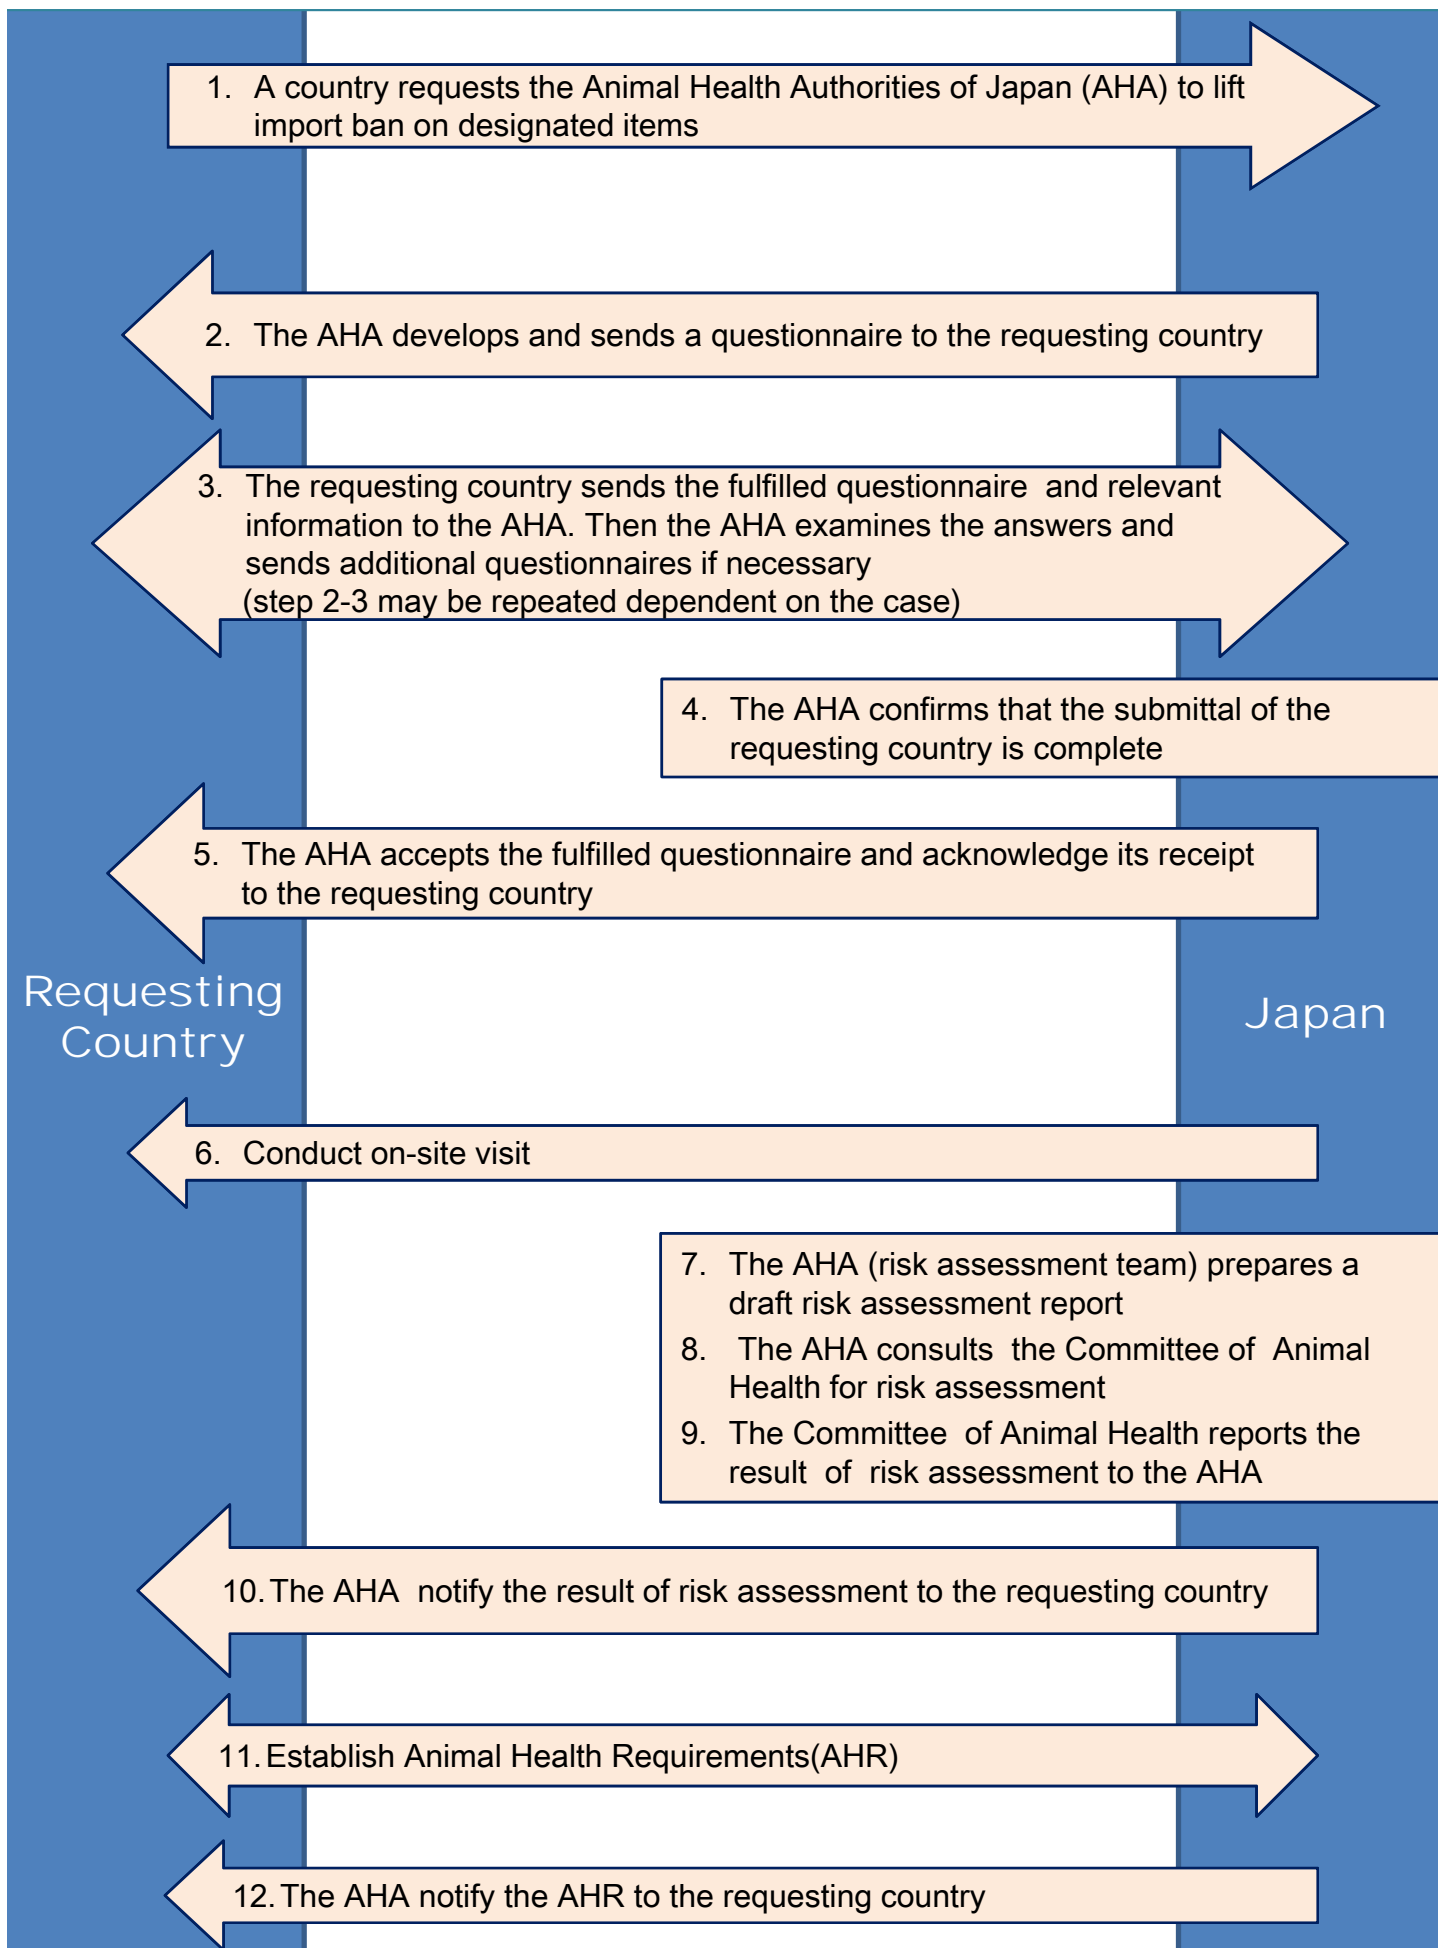 1. A country requests the Animal Health Authorities of Japan (AHA) to lift
import ban on designated items
2. The AHA develops and sends a questionnaire to the requesting country
3. The requesting country sends the fulfilled questionnaire and relevant
information to the AHA. Then the AHA examines the answers and
sends additional questionnaires if necessary
(step 2-3 may be repeated dependent on the case)
4. The AHA confirms that the submittal of the
requesting country is complete
5. The AHA accepts the fulfilled questionnaire and acknowledge its receipt
to the requesting country
Requesting
Country
Japan
6. Conduct on-site visit
7. The AHA (risk assessment team) prepares a
draft risk assessment report
8. The AHA consults the Committee of Animal
Health for risk assessment
9. The Committee of Animal Health reports the
result of risk assessment to the AHA
10. The AHA notify the result of risk assessment to the requesting country
11. Establish Animal Health Requirements(AHR)
12. The AHA notify the AHR to the requesting country